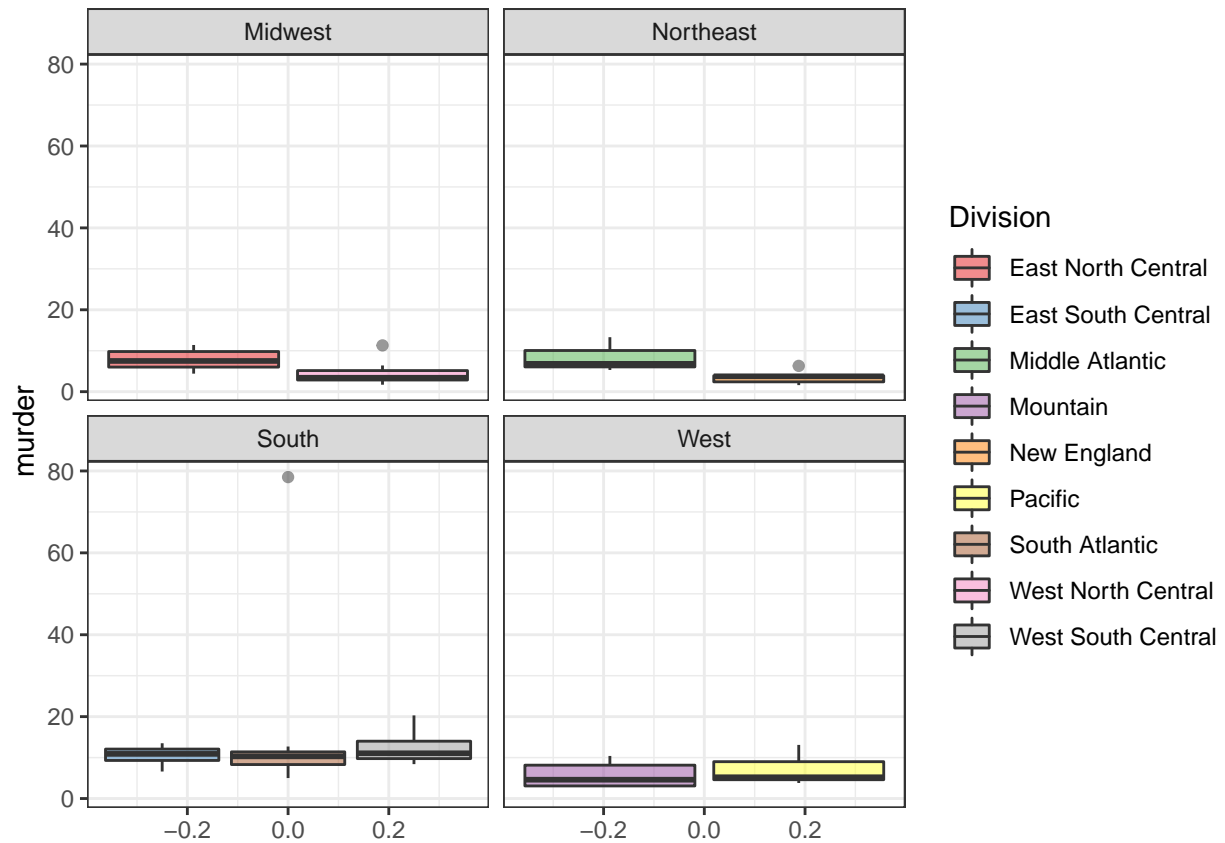 Midwest
Northeast
80
60
40
20
0
murder
South
West
80
60
40
20
0
−0.2
0.0
0.2
−0.2
0.0
0.2
Division
East North Central
East South Central
Middle Atlantic
Mountain
New England
Pacific
South Atlantic
West North Central
West South Central